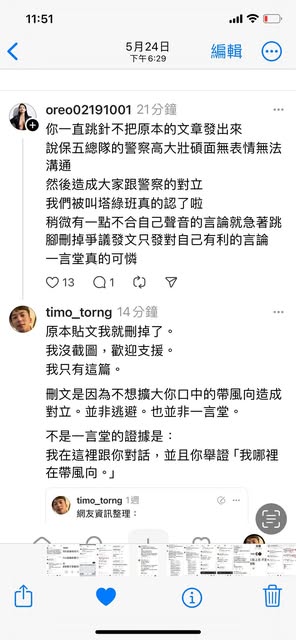 11:51
5月24日
下午6:29
編輯
oreo02191001 21分鐘
你一直跳針不把原本的文章發出來
說保五總隊的警察高大壯碩面無表情無法
溝通
然後造成大家跟警察的對立
我們被叫塔綠班真的認了啦
稍微有一點不合自己聲音的言論就急著跳
腳刪掉爭議發文只發對自己有利的言論
一言堂真的可憐
13
2
timo_torng 14分鐘
原本貼文我就刪掉了。
我沒截圖，歡迎支援。
我只有這篇。
刪文是因為不想擴大你口中的帶風向造成
對立。並非逃避。也並非一言堂。
不是一言堂的證據是：
我在這裡跟你對話，並且你舉證「我哪裡
在帶風向。」
timo_torng 1週
網友資訊整理：